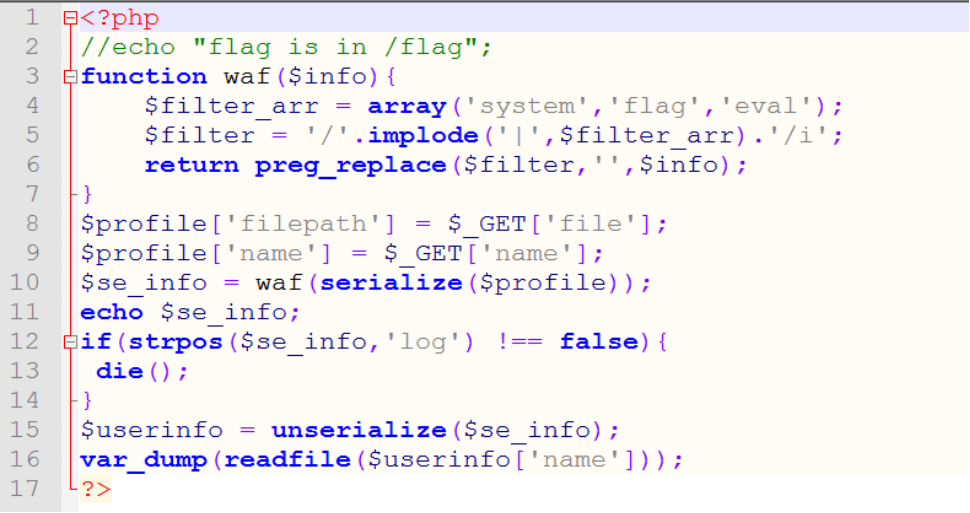 1 <?php
2 //echo "flag is in /flag";
3 function waf($info){
4     $filter_arr = array('system','flag','eval');
5     $filter = '/'.implode('|',$filter_arr).'/i';
6     return preg_replace($filter,'',$info);
7 }
8 $profile['filepath'] = $_GET['file'];
9 $profile['name'] = $_GET['name'];
10 $se_info = waf(serialize($profile));
11 echo $se_info;
12 if(strpos($se_info,'log') !== false){
13  die();
14 }
15 $userinfo = unserialize($se_info);
16 var_dump(readfile($userinfo['name']));
17 ?>